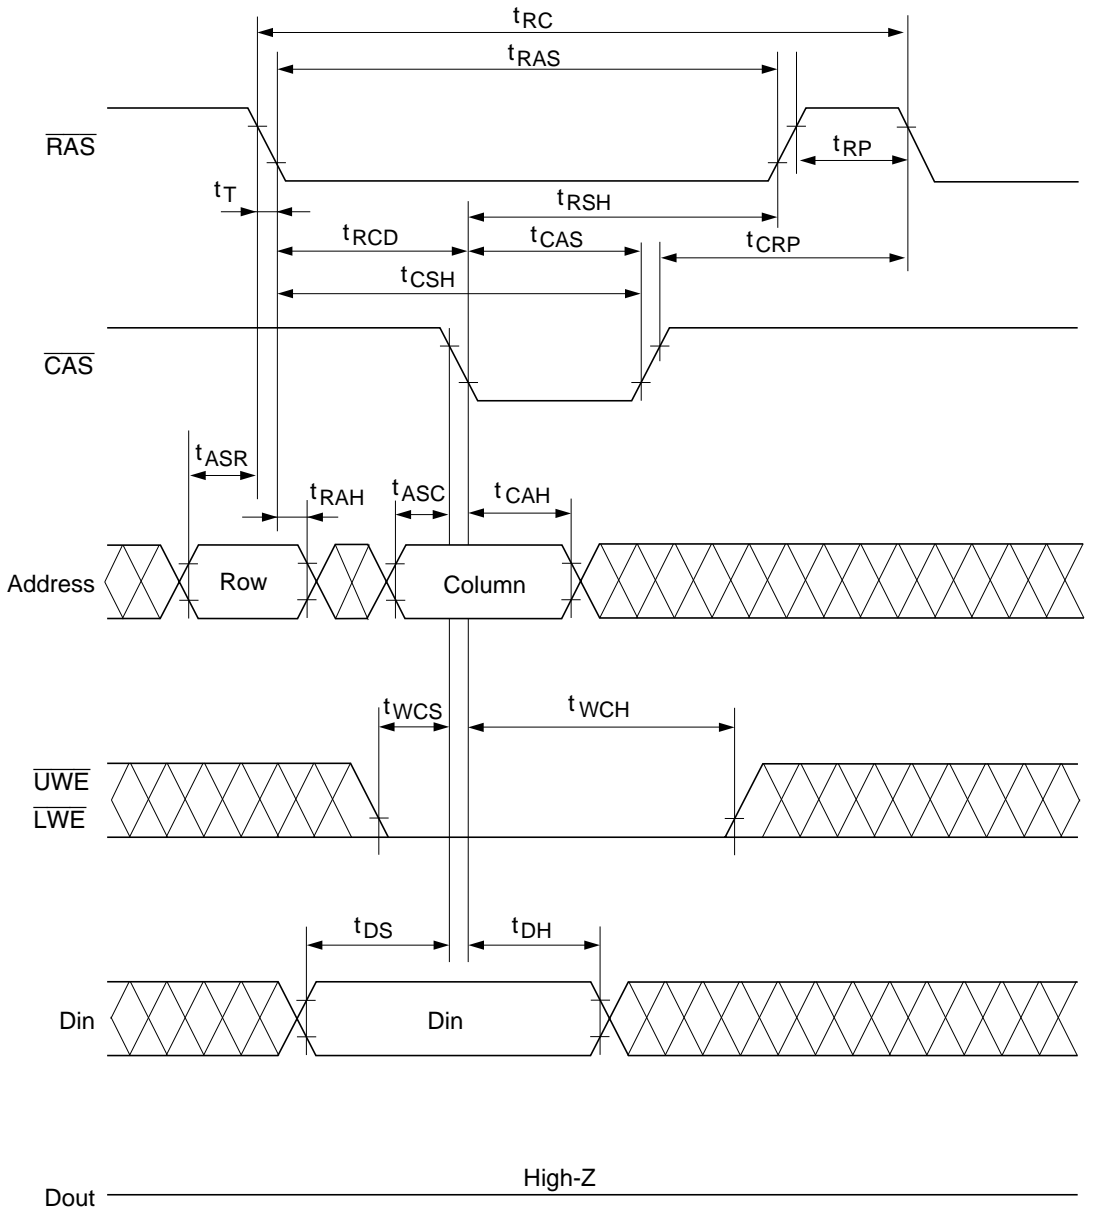 tRC
tRAS
RAS
tRP
tT
tRSH
tRCD
tCAS
tCRP
tCSH
CAS
tASR
tRAH
tASC
tCAH
Address
Row
Column
tWCS
tWCH
UWE
LWE
tDS
tDH
Din
Din
High-Z
Dout